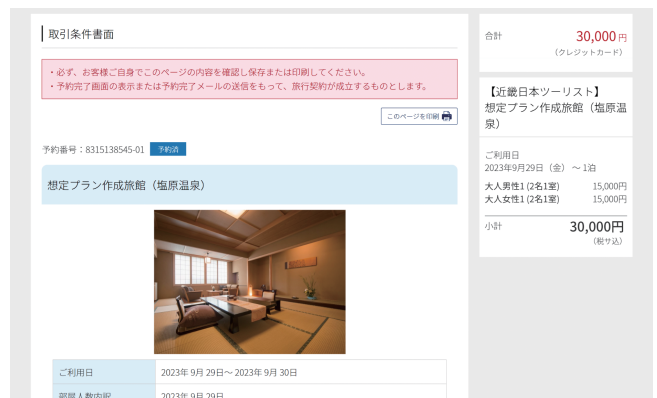 取引条件書面
・必ず、お客様ご自身でこのページの内容を確認し保存または印刷してください。
・予約完了画面の表示または予約完了メールの送信をもって、旅行契約が成立するものとします。
このページを印刷
予約番号：8315138545-01 予約済
想定プラン作成旅館（塩原温泉）
ご利用日 2023年 9月 29日～ 2023年 9月 30日
部屋人数内訳 2023年 9月 29日
合計 30,000 円
（クレジットカード）
【近畿日本ツーリスト】
想定プラン作成旅館（塩原温
泉）
ご利用日
2023年9月29日（金） ～ 1泊
大人男性1 (2名1室) 15,000円
大人女性1 (2名1室) 15,000円
小計 30,000円
（税サ込）